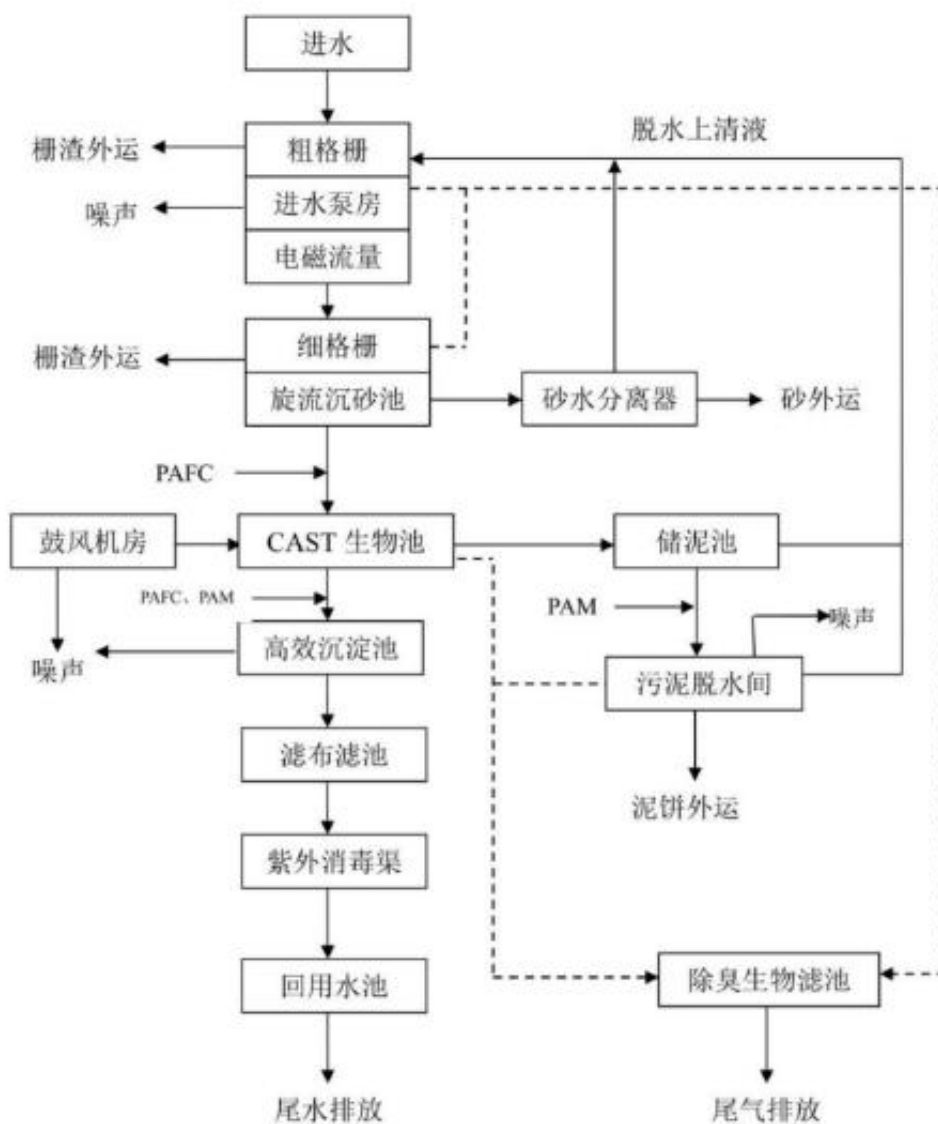 进水
脱水上清液
栅渣外运
粗格栅
噪声
进水泵房
电磁流量
栅渣外运
细格栅
旋流沉砂池
砂水分离器
砂外运
PAFC
鼓风机房
CAST 生物池
储泥池
PAFC、PAM
PAM
噪声
噪声
高效沉淀池
污泥脱水间
滤布滤池
泥饼外运
紫外消毒渠
回用水池
除臭生物滤池
尾水排放
尾气排放